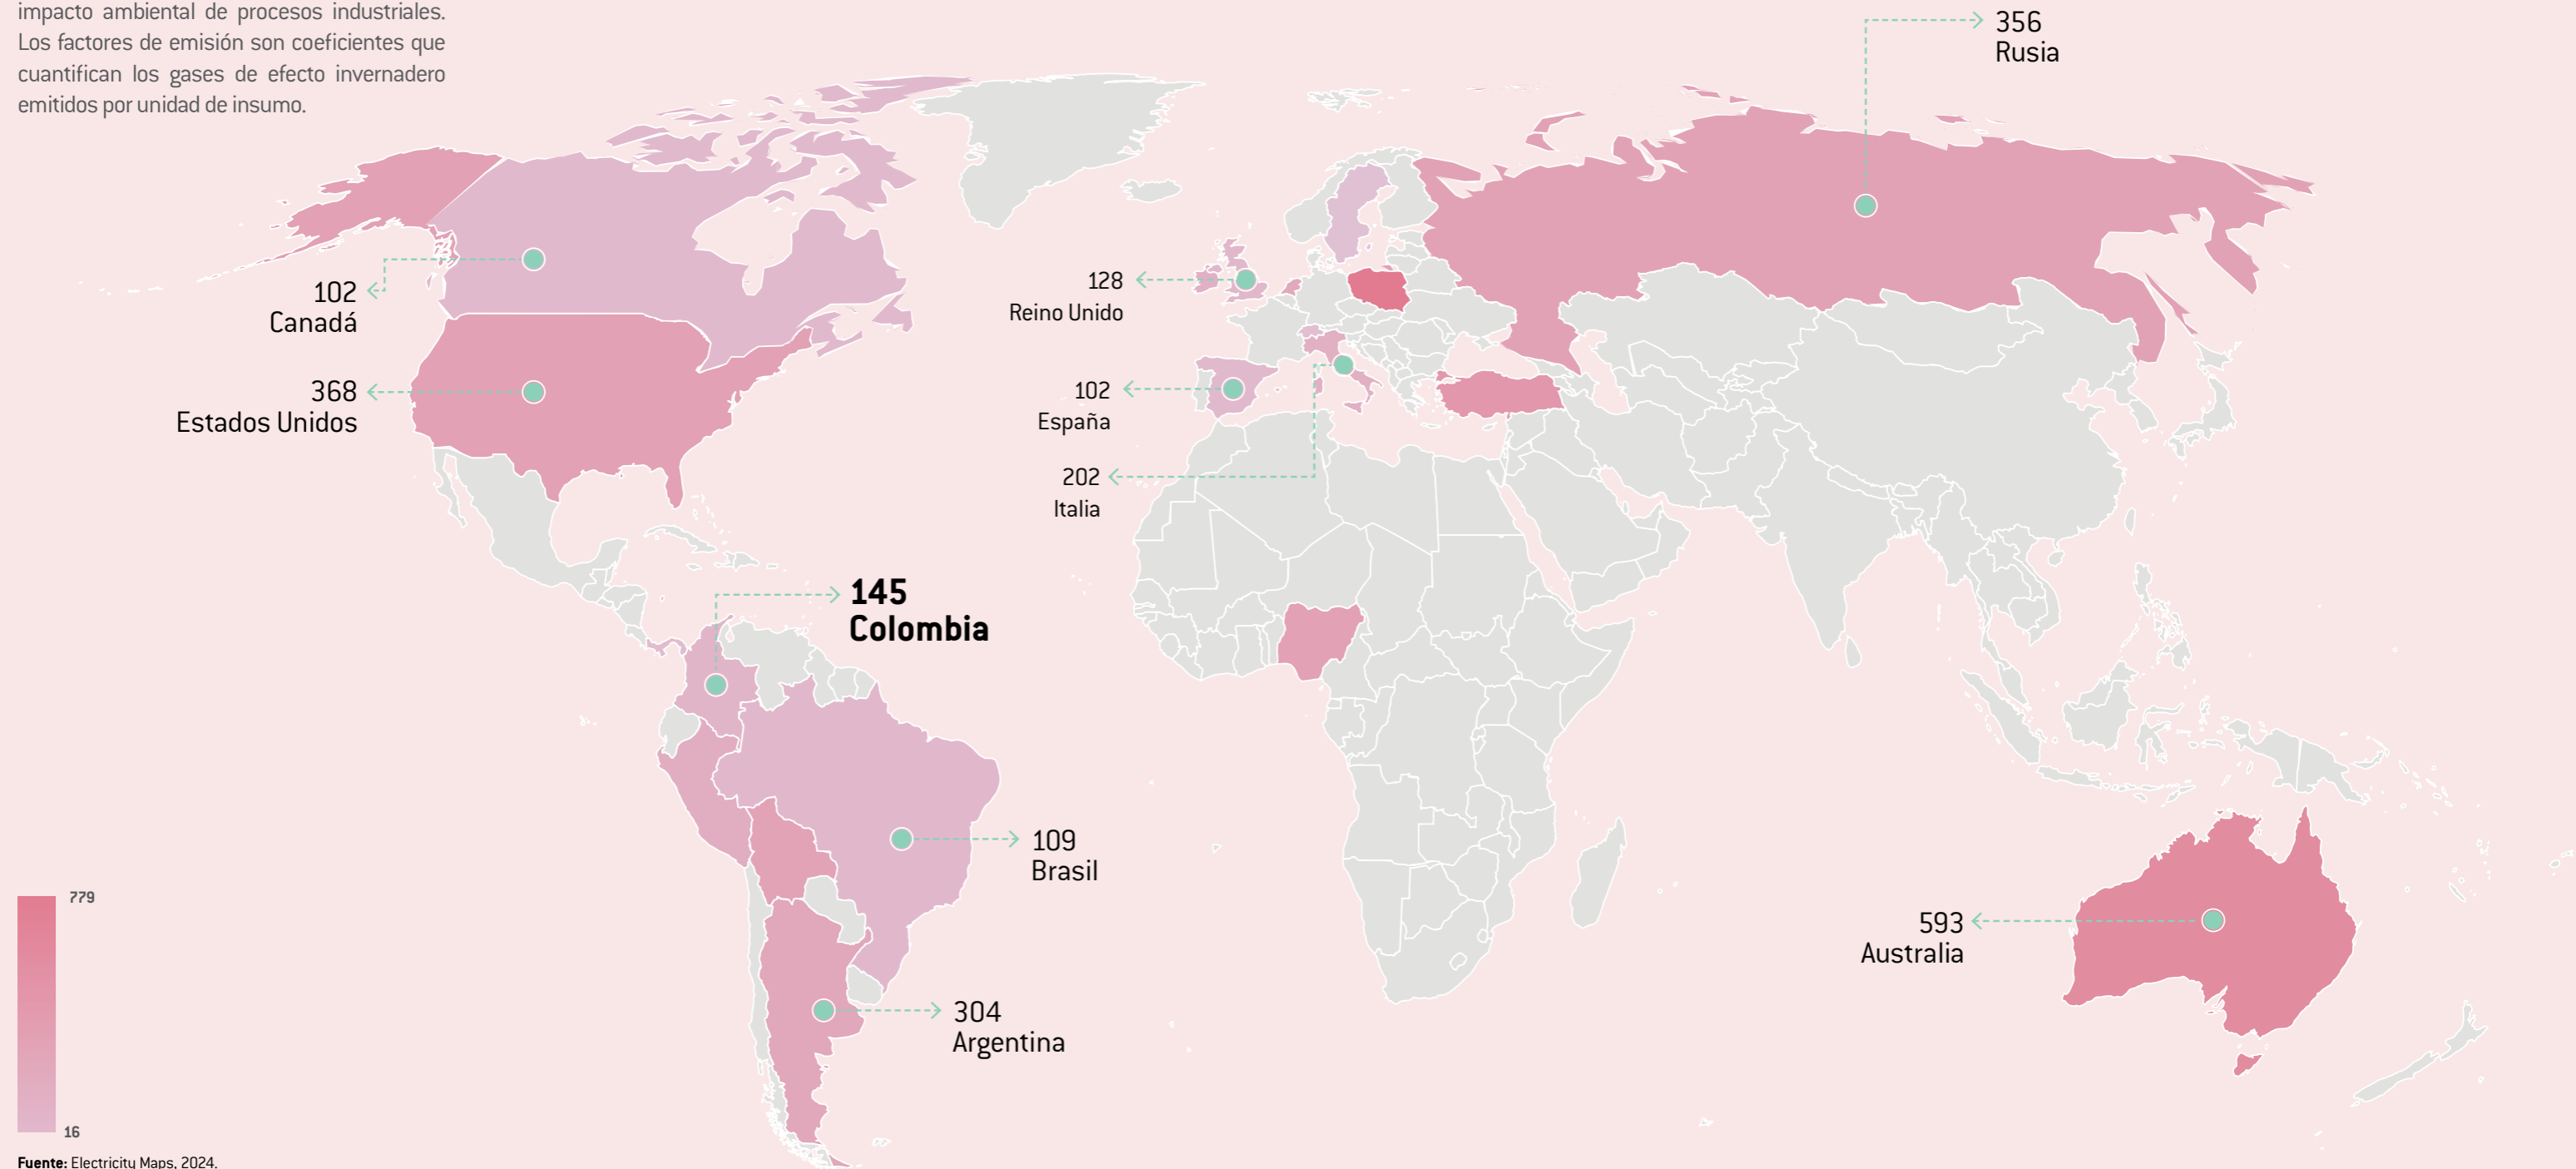 impacto ambiental de procesos industriales.
Los factores de emisión son coeficientes que
cuantifican los gases de efecto invernadero
emitidos por unidad de insumo.
356
Rusia
102
Canadá
368
Estados Unidos
128
Reino Unido
102
España
202
Italia
145
Colombia
109
Brasil
304
Argentina
593
Australia
779
16
Fuente: Electricity Maps, 2024.